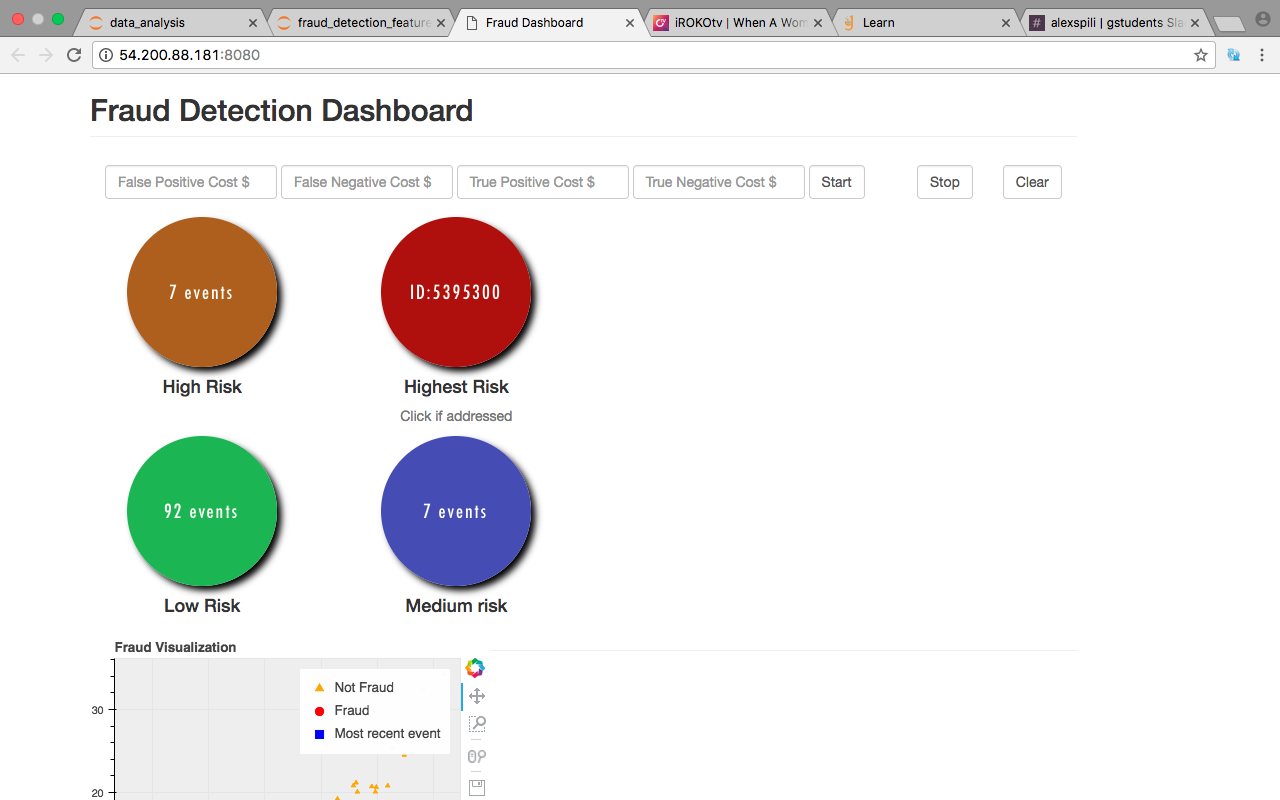 data_analysis
fraud_detection_feature
Fraud Dashboard
iROKOtv | When A Wom
Learn
alexspili | gstudents Sla
54.200.88.181:8080
Fraud Detection Dashboard
False Positive Cost $
False Negative Cost $
True Positive Cost $
True Negative Cost $
Start
Stop
Clear
7 events
ID:5395300
High Risk
Highest Risk
Click if addressed
92 events
7 events
Low Risk
Medium risk
Fraud Visualization
Not Fraud
Fraud
Most recent event
30
20